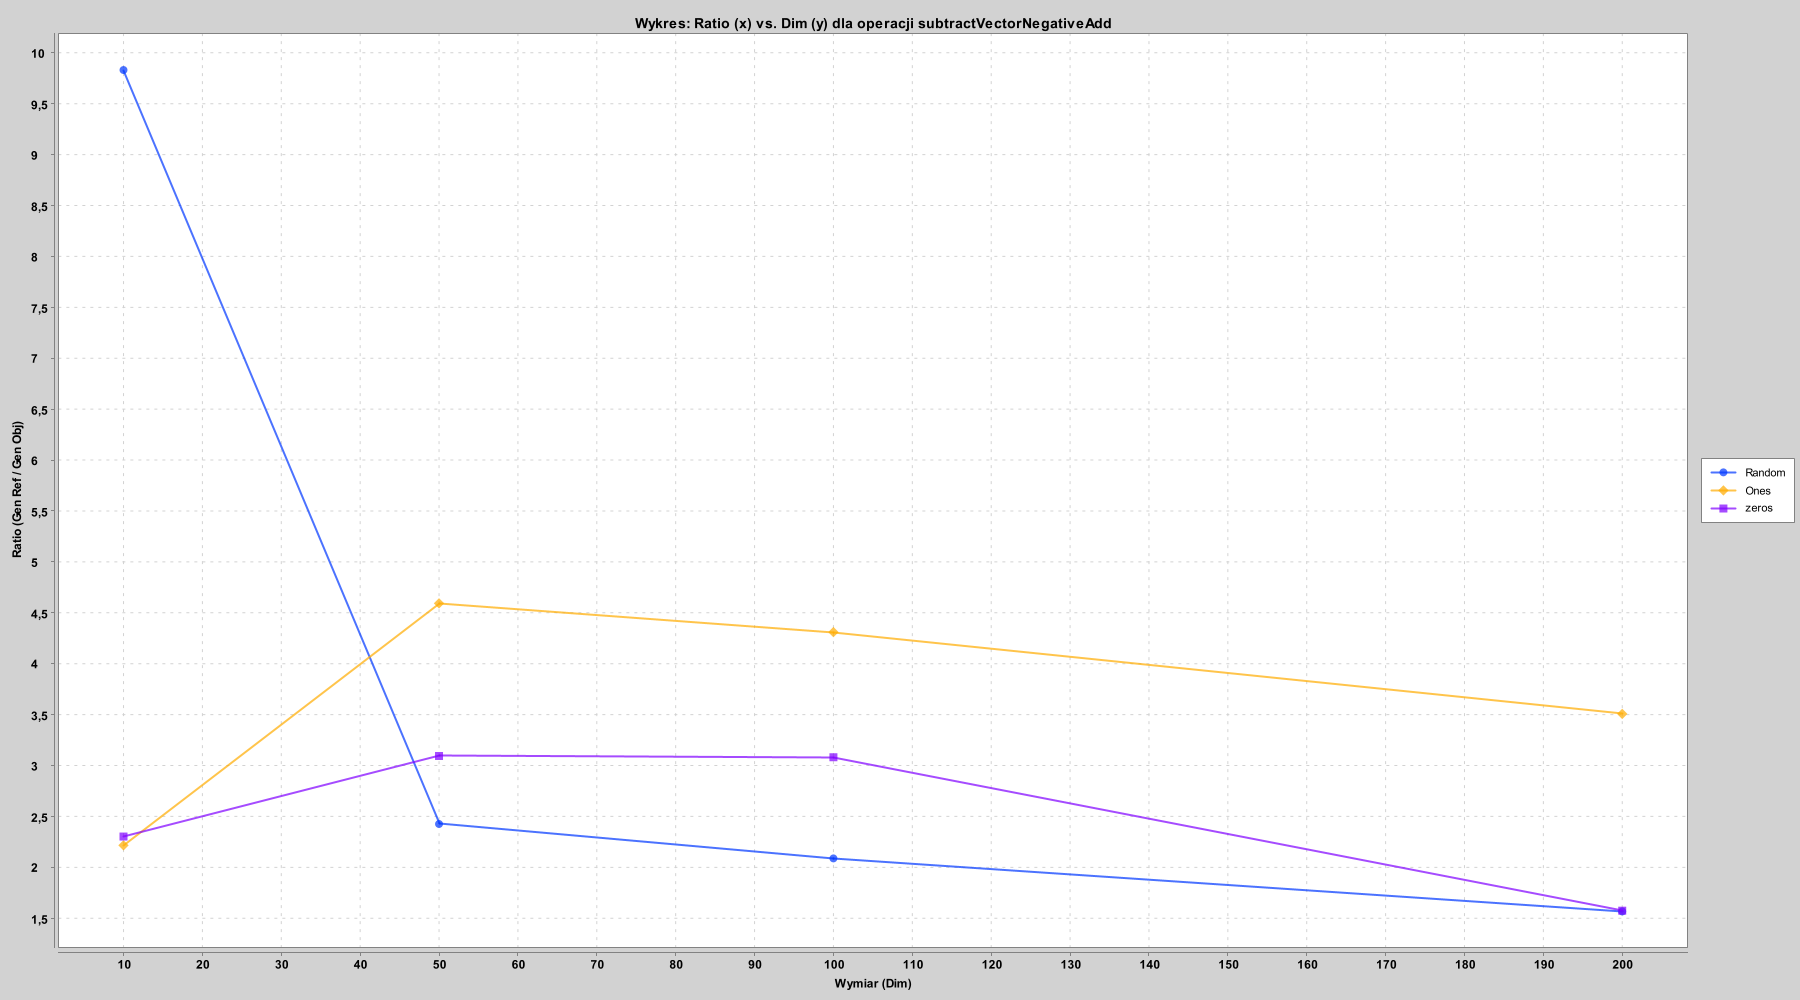 Wykres: Ratio (x) vs. Dim (y) dla operacji subtractVectorNegativeAdd
Ratio (Gen Ref / Gen Obj)
10
9,5
9
8,5
8
7,5
7
6,5
6
5,5
5
4,5
4
3,5
3
2,5
2
1,5
10 20 30 40 50 60 70 80 90 100 110 120 130 140 150 160 170 180 190 200
Wymiar (Dim)
Random
Ones
zeros